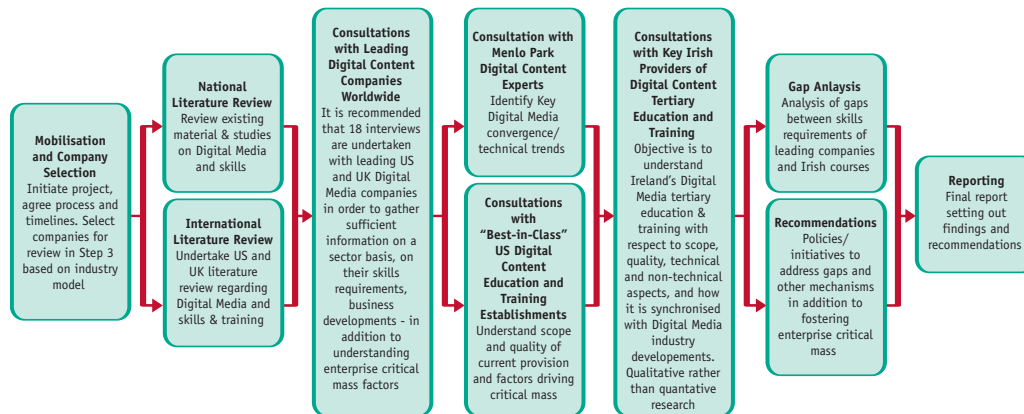 Mobilisation
and Company
Selection
Initiate project,
agree process and
timelines. Select
companies for
review in Step 3
based on industry
model
National
Literature Review
Review existing
material & studies
on Digital Media
and skills
International
Literature Review
Undertake US and
UK literature
review regarding
Digital Media and
skills & training
Consultations
with Leading
Digital Content
Companies
Worldwide
It is recommended
that 18 interviews
are undertaken
with leading US
and UK Digital
Media companies
in order to gather
sufficient
information on a
sector basis, on
their skills
requirements,
business
developments - in
addition to
understanding
enterprise critical
mass factors
Consultation with
Menlo Park
Digital Content
Experts
Identify Key
Digital Media
convergence/
technical trends
Consultations
with
“Best-in-Class”
US Digital
Content
Education and
Training
Establishments
Understand scope
and quality of
current provision
and factors driving
critical mass
Consultations
with Key Irish
Providers of
Digital Content
Tertiary
Education and
Training
Objective is to
understand
Ireland's Digital
Media tertiary
education &
training with
respect to scope,
quality, technical
and non-technical
aspects, and how
it is synchronised
with Digital Media
industry
developements.
Qualitative rather
than quantative
research
Gap Anlaysis
Analysis of gaps
between skills
requirements of
leading companies
and Irish courses
Recommendations
Policies/
initiatives to
address gaps and
other mechanisms
in addition to
fostering
enterprise critical
mass
Reporting
Final report
setting out
findings and
recommendations